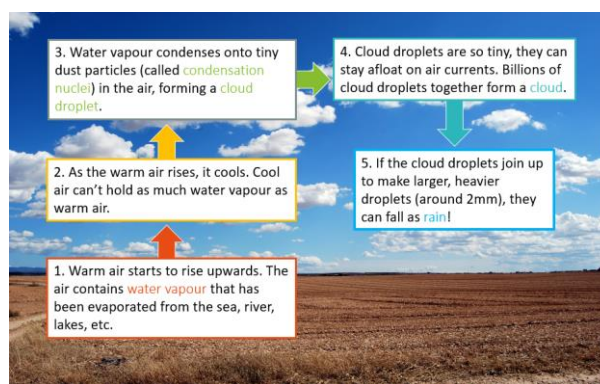 1. Warm air starts to rise upwards. The
air contains water vapour that has
been evaporated from the sea, river,
lakes, etc.
2. As the warm air rises, it cools. Cool
air can’t hold as much water vapour as
warm air.
3. Water vapour condenses onto tiny
dust particles (called condensation
nuclei) in the air, forming a cloud
droplet.
4. Cloud droplets are so tiny, they can
stay afloat on air currents. Billions of
cloud droplets together form a cloud.
5. If the cloud droplets join up
to make larger, heavier
droplets (around 2mm), they
can fall as rain!